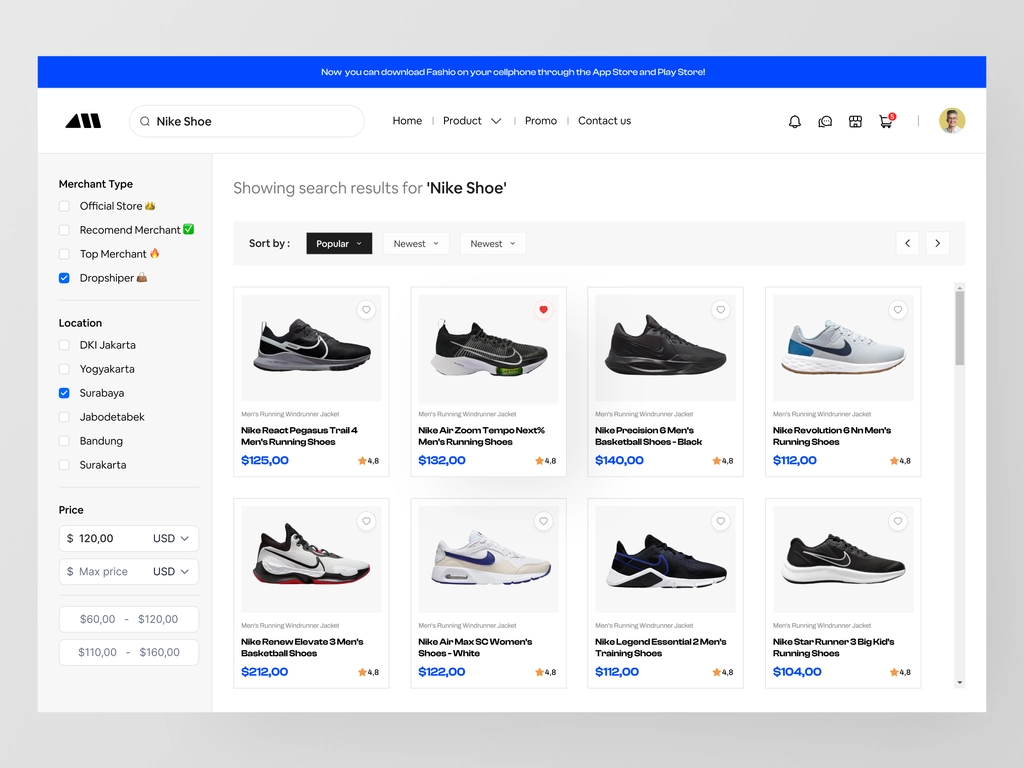 Now you can download Fashio on your cellphone through the App Store and Play Store!
Nike Shoe
Home
Product
Promo
Contact us
5
Merchant Type
Official Store
Recomend Merchant
Top Merchant
Dropshiper
Location
DKI Jakarta
Yogyakarta
Surabaya
Jabodetabek
Bandung
Surakarta
Price
$ 120,00 USD
$ Max price USD
$60,00 - $120,00
$110,00 - $160,00
Showing search results for 'Nike Shoe'
Sort by :
Popular
Newest
Newest
Men's Running Windrunner Jacket
Nike React Pegasus Trail 4
Men's Running Shoes
$125,00
4,8
Men's Running Windrunner Jacket
Nike Air Zoom Tempo Next%
Men's Running Shoes
$132,00
4,8
Men's Running Windrunner Jacket
Nike Precision 6 Men's
Basketball Shoes - Black
$140,00
4,8
Men's Running Windrunner Jacket
Nike Revolution 6 Nn Men's
Running Shoes
$112,00
4,8
Men's Running Windrunner Jacket
Nike Renew Elevate 3 Men's
Basketball Shoes
$212,00
4,8
Men's Running Windrunner Jacket
Nike Air Max SC Women's
Shoes - White
$122,00
4,8
Men's Running Windrunner Jacket
Nike Legend Essential 2 Men's
Training Shoes
$112,00
4,8
Men's Running Windrunner Jacket
Nike Star Runner 3 Big Kid's
Running Shoes
$104,00
4,8